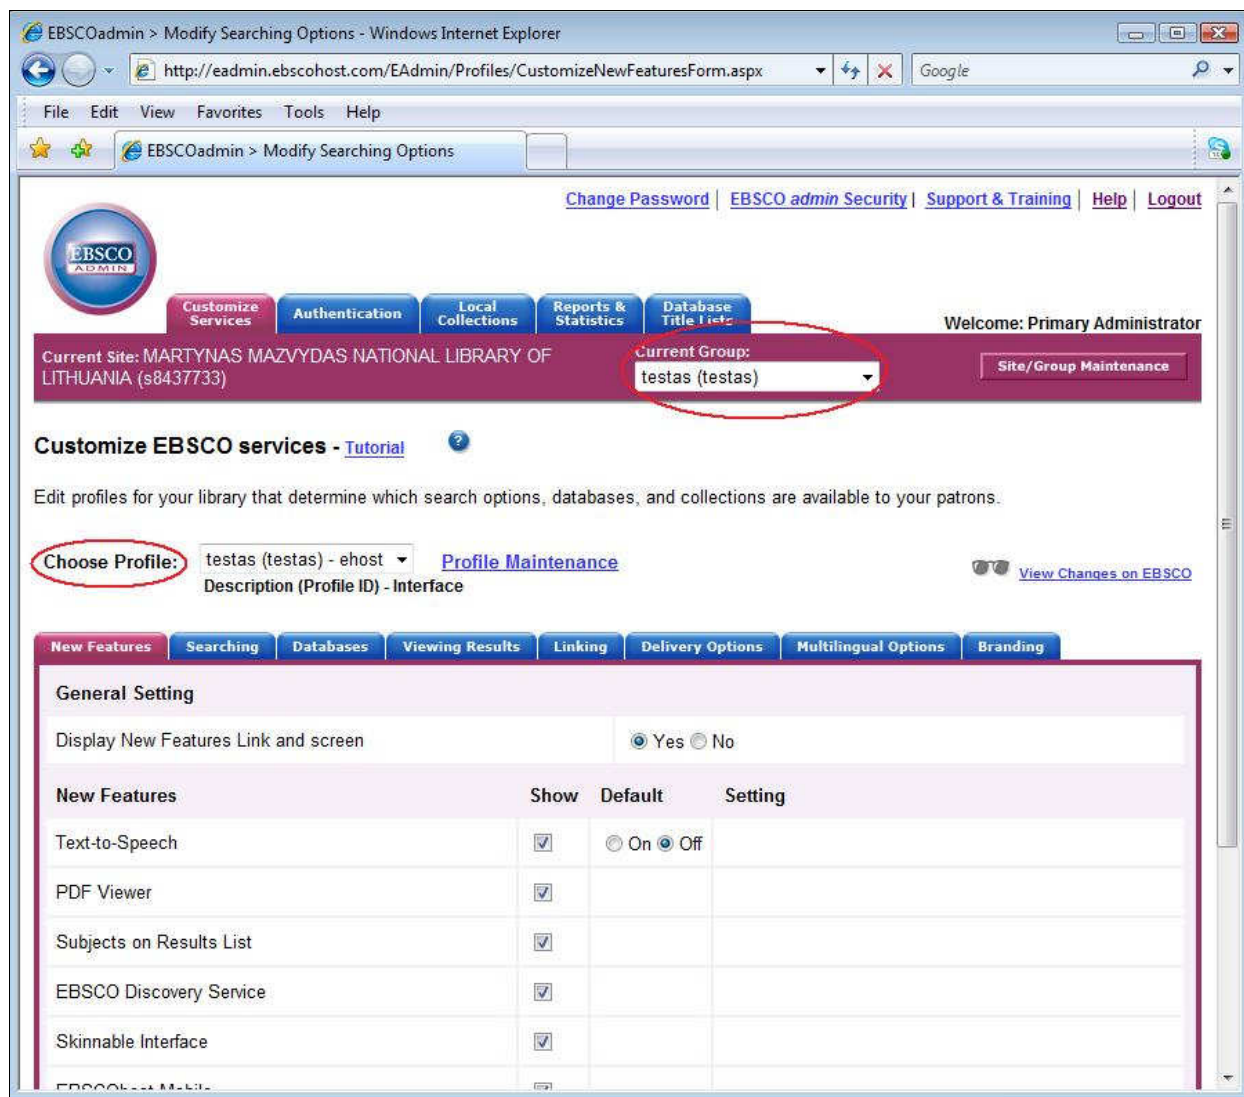 EBSCOadmin > Modify Searching Options - Windows Internet Explorer
http://eadmin.ebscohost.com/EAdmin/Profiles/CustomizeNewFeaturesForm.aspx
Google
File Edit View Favorites Tools Help
EBSCOadmin > Modify Searching Options
Change Password | EBSCO admin Security | Support & Training | Help | Logout
EBSCO
ADMIN
Customize Services
Authentication
Local Collections
Reports & Statistics
Database Title Lists
Welcome: Primary Administrator
Current Site: MARTYNAS MAZVYDAS NATIONAL LIBRARY OF
LITHUANIA (s8437733)
Current Group:
testas (testas)
Site/Group Maintenance
Customize EBSCO services - Tutorial
Edit profiles for your library that determine which search options, databases, and collections are available to your patrons.
Choose Profile: testas (testas) - ehost Profile Maintenance
Description (Profile ID) - Interface
View Changes on EBSCO
New Features Searching Databases Viewing Results Linking Delivery Options Multilingual Options Branding
General Setting
Display New Features Link and screen Yes No
New Features Show Default Setting
Text-to-Speech On Off
PDF Viewer
Subjects on Results List
EBSCO Discovery Service
Skinnable Interface
EBSCOhost Mobile